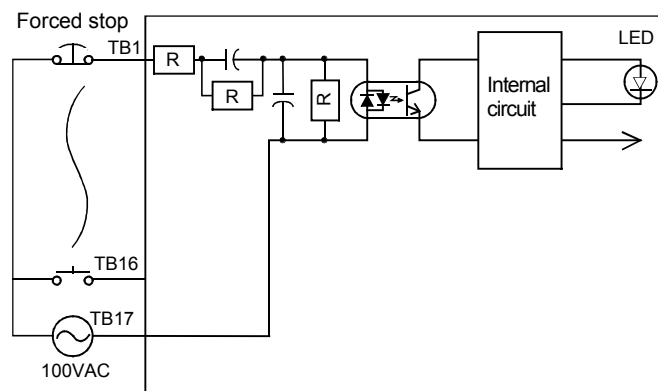 Forced stop
TB1
R
R
R
Internal
circuit
LED
TB16
TB17
100VAC